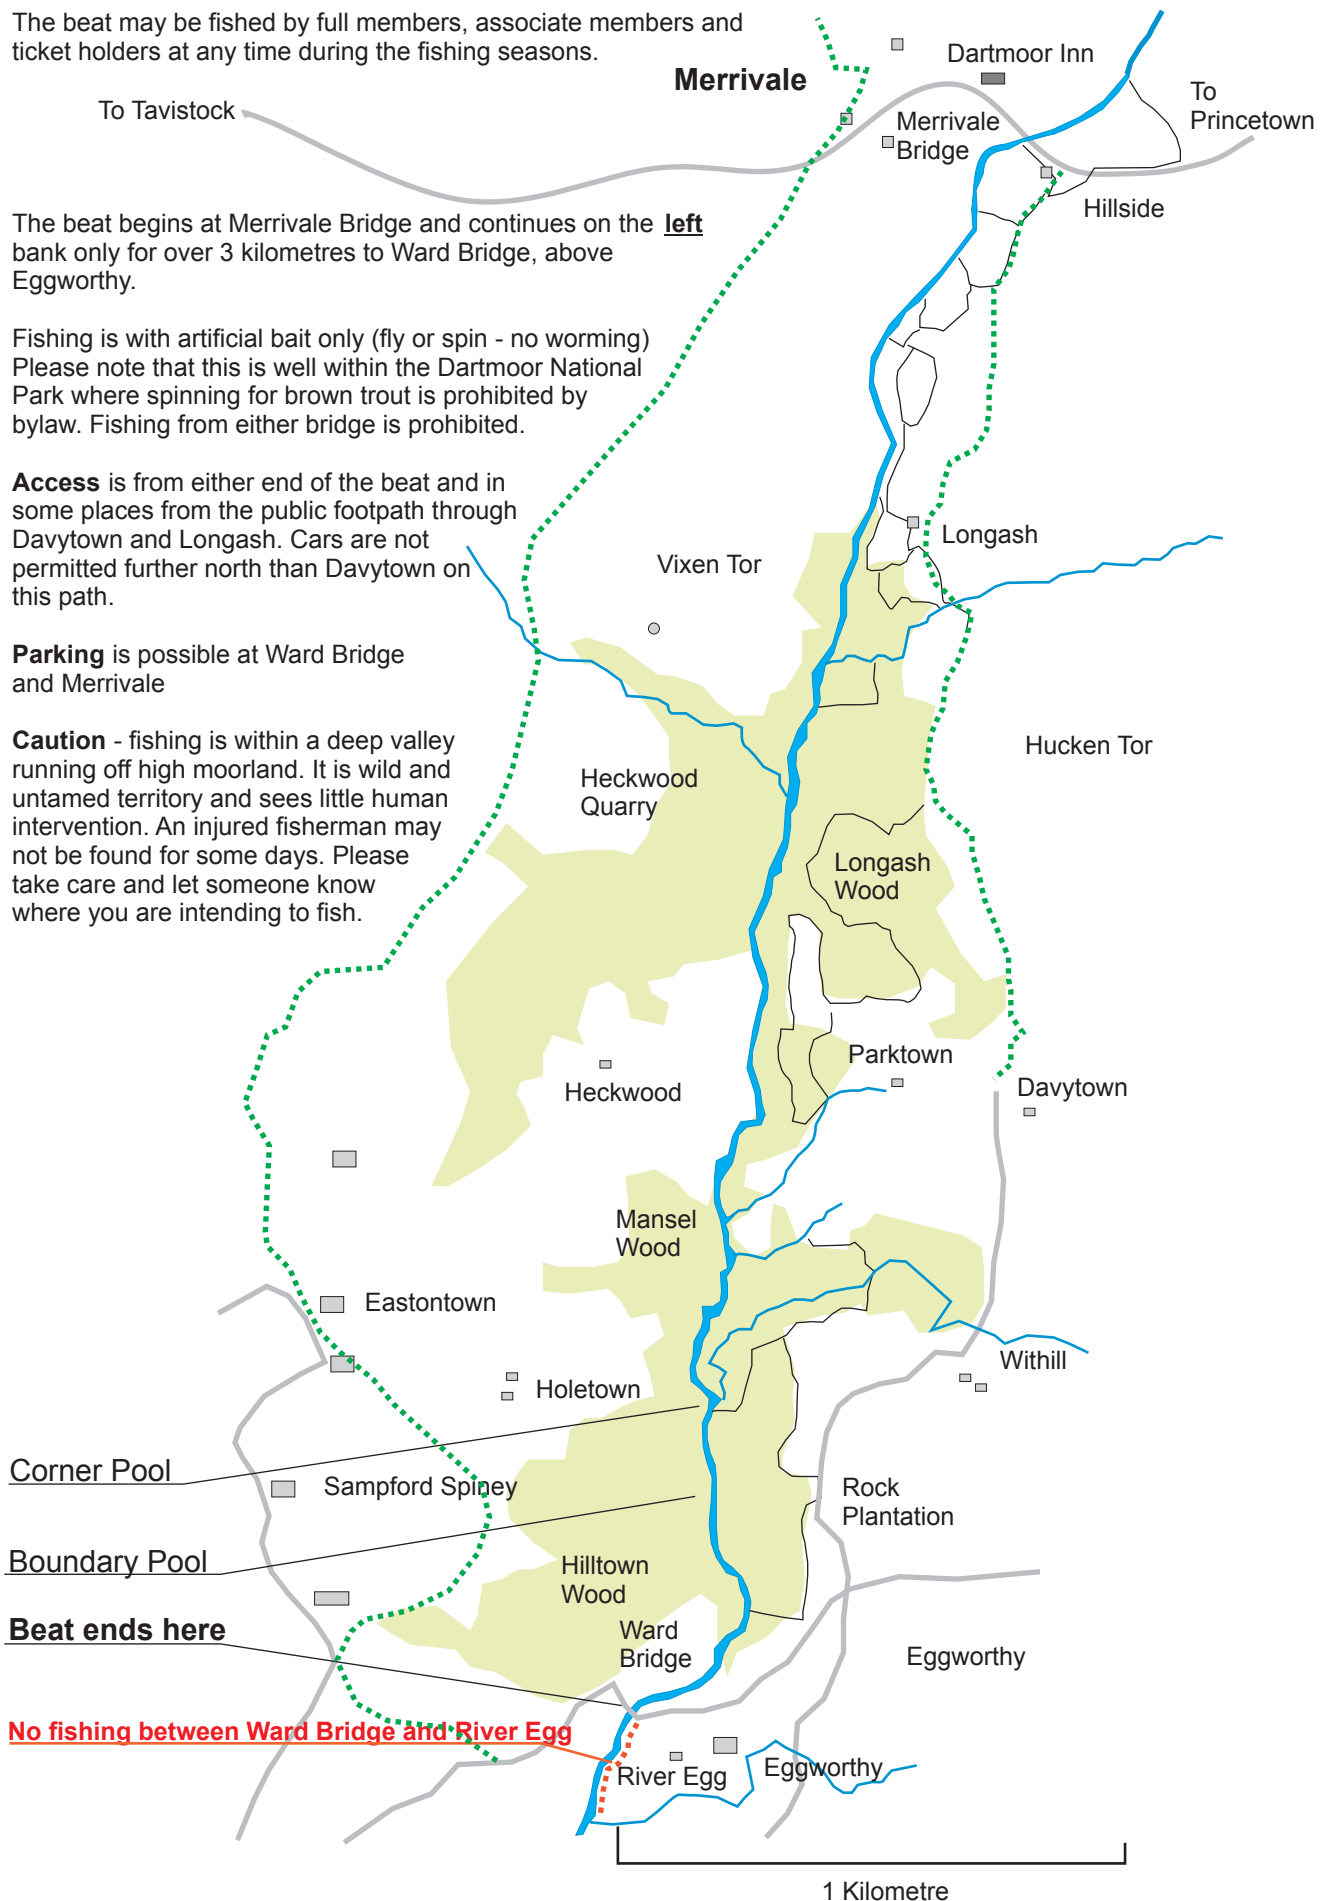 The beat may be fished by full members, associate members and
ticket holders at any time during the fishing seasons.
Merrivale
Dartmoor Inn
To Tavistock
To
Princetown
Merrivale
Bridge
Hillside
The beat begins at Merrivale Bridge and continues on the left
bank only for over 3 kilometres to Ward Bridge, above
Eggworthy.
Fishing is with artificial bait only (fly or spin - no worming)
Please note that this is well within the Dartmoor National
Park where spinning for brown trout is prohibited by
bylaw. Fishing from either bridge is prohibited.
Access is from either end of the beat and in
some places from the public footpath through
Davytown and Longash. Cars are not
permitted further north than Davytown on
this path.
Longash
Vixen Tor
Parking is possible at Ward Bridge
and Merrivale
Caution - fishing is within a deep valley
running off high moorland. It is wild and
untamed territory and sees little human
intervention. An injured fisherman may
not be found for some days. Please
take care and let someone know
where you are intending to fish.
Hucken Tor
Heckwood
Quarry
Longash
Wood
Parktown
Heckwood
Davytown
Mansel
Wood
Eastontown
Withill
Holetown
Corner Pool
Sampford Spiney
Rock
Plantation
Boundary Pool
Hilltown
Wood
Beat ends here
Ward
Bridge
Eggworthy
No fishing between Ward Bridge and River Egg
River Egg
Eggworthy
1 Kilometre